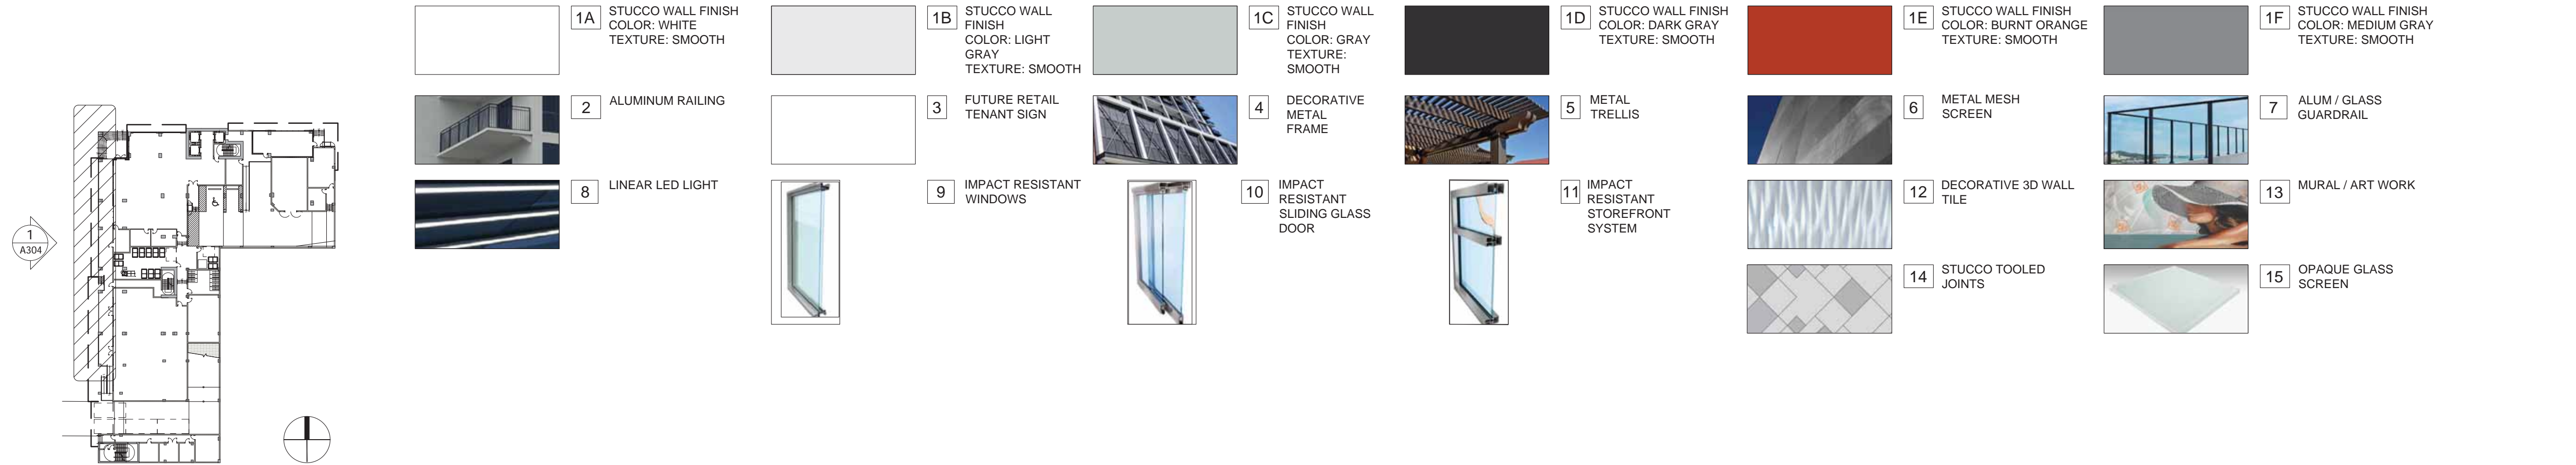 1A
STUCCO WALL FINISH
COLOR: WHITE
TEXTURE: SMOOTH
1B
STUCCO WALL
FINISH
COLOR: LIGHT
GRAY
TEXTURE: SMOOTH
1C
STUCCO WALL
FINISH
COLOR: GRAY
TEXTURE:
SMOOTH
1D
STUCCO WALL FINISH
COLOR: DARK GRAY
TEXTURE: SMOOTH
1E
STUCCO WALL FINISH
COLOR: BURNT ORANGE
TEXTURE: SMOOTH
1F
STUCCO WALL FINISH
COLOR: MEDIUM GRAY
TEXTURE: SMOOTH
2
ALUMINUM RAILING
3
FUTURE RETAIL
TENANT SIGN
4
DECORATIVE
METAL
FRAME
5
METAL
TRELLIS
6
METAL MESH
SCREEN
7
ALUM / GLASS
GUARDRAIL
8
LINEAR LED LIGHT
9
IMPACT RESISTANT
WINDOWS
10
IMPACT
RESISTANT
SLIDING GLASS
DOOR
11
IMPACT
RESISTANT
STOREFRONT
SYSTEM
12
DECORATIVE 3D WALL
TILE
13
MURAL / ART WORK
14
STUCCO TOOLED
JOINTS
15
OPAQUE GLASS
SCREEN
1
A304